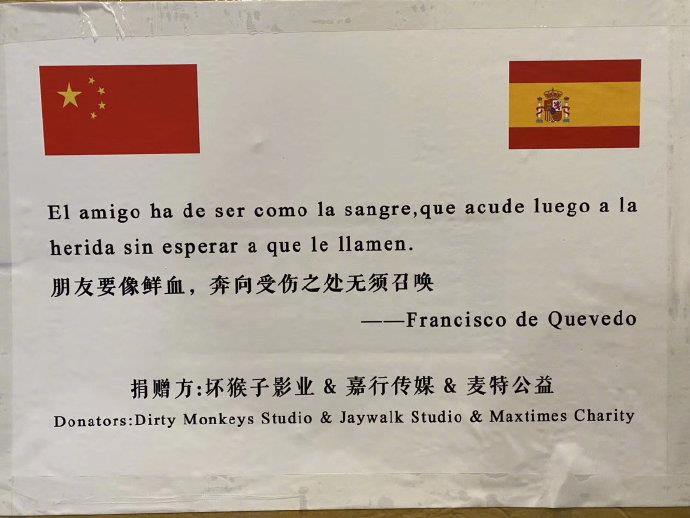 El amigo ha de ser como la sangre,que acude luego a la
herida sin esperar a que le llamen.
朋友要像鲜血，奔向受伤之处无须召唤
——Francisco de Quevedo
捐赠方:坏猴子影业 & 嘉行传媒 & 麦特公益
Donators:Dirty Monkeys Studio & Jaywalk Studio & Maxtimes Charity